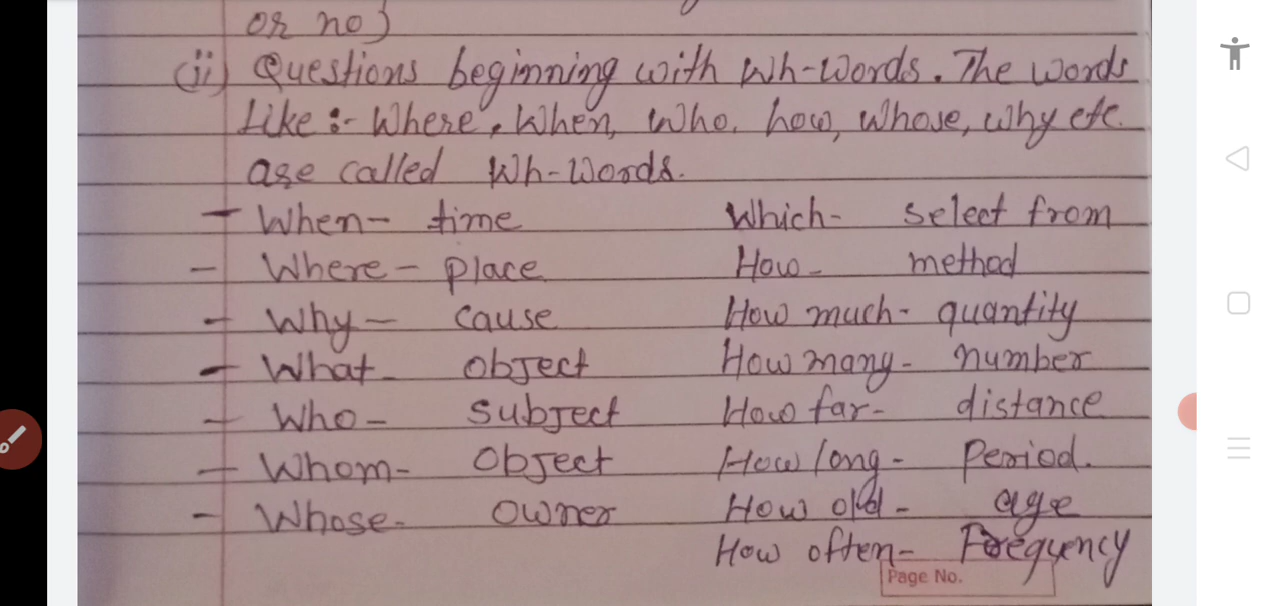 or no)
(ii) Questions beginning with Wh-Words. The words
Like :- Where, When, Who, how, Whose, Why etc.
are called Wh-Words.
- When - time Which - select from
- Where - place How - method
- Why - cause How much - quantity
- What - object How many - number
- Who - subject How far - distance
- Whom - object How long - Period.
- Whose - owner How old - age
How often - Frequency
Page No.